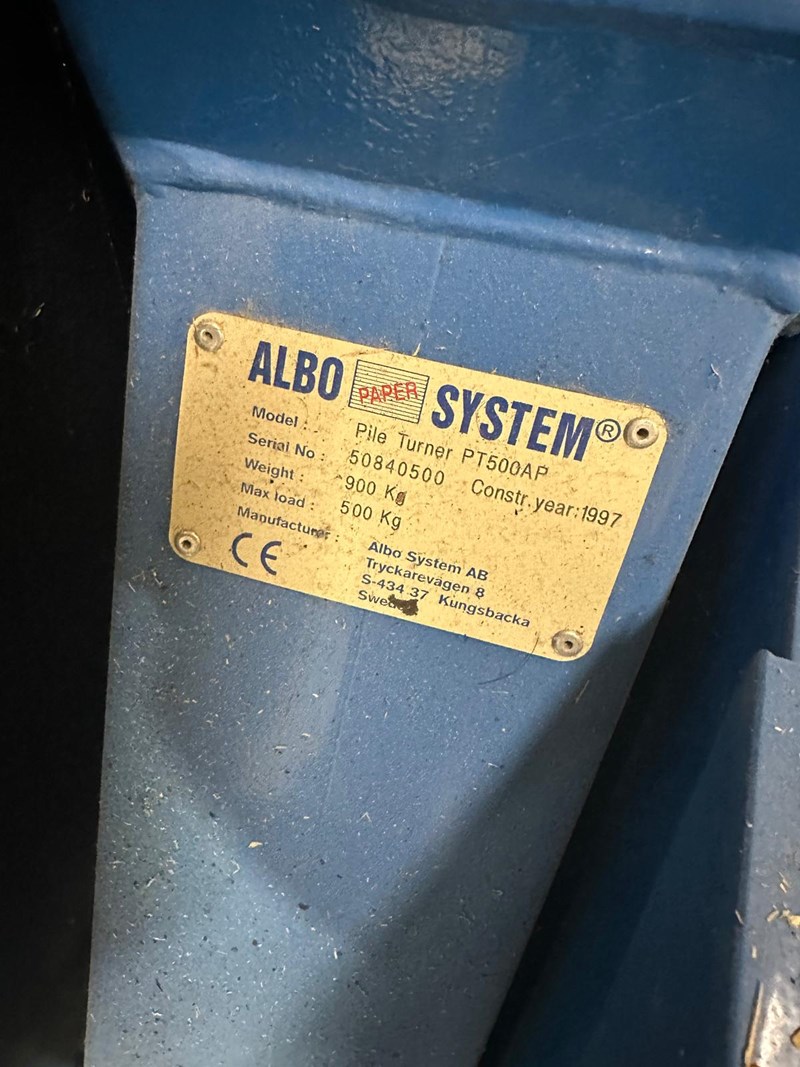 ALBO PAPER SYSTEM®
Model : Pile Turner PT500AP
Serial No : 50840500 Constr.year:1997
Weight : 900 Kg
Max load : 500 Kg
Manufacturer : Albo System AB
Tryckarevägen 8
S-434 37 Kungsbacka
CE